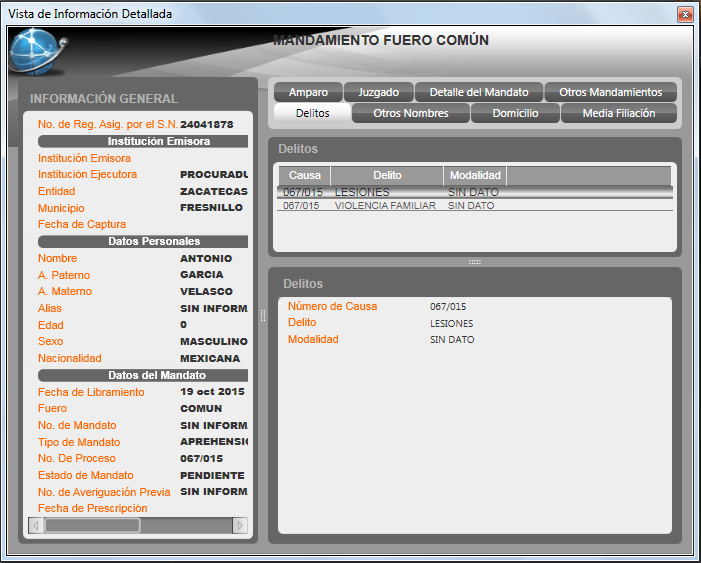 Vista de Información Detallada
MANDAMIENTO FUERO COMÚN
INFORMACIÓN GENERAL
No. de Reg. Asig. por el S.N. 24041878
Institución Emisora
Institución Emisora
Institución Ejecutora PROCURADU
Entidad ZACATECAS
Municipio FRESNILLO
Fecha de Captura
Datos Personales
Nombre ANTONIO
A. Paterno GARCIA
A. Materno VELASCO
Alias SIN INFORM
Edad 0
Sexo MASCULINO
Nacionalidad MEXICANA
Datos del Mandato
Fecha de Libramiento 19 oct 2015
Fuero COMUN
No. de Mandato SIN INFORM
Tipo de Mandato APREHENSIO
No. De Proceso 067/015
Estado de Mandato PENDIENTE
No. de Averiguación Previa SIN INFORM
Fecha de Prescripción
Amparo Juzgado Detalle del Mandato Otros Mandamientos
Delitos Otros Nombres Domicilio Media Filiación
Delitos
Causa Delito Modalidad
067/015 LESIONES SIN DATO
067/015 VIOLENCIA FAMILIAR SIN DATO
Delitos
Número de Causa 067/015
Delito LESIONES
Modalidad SIN DATO